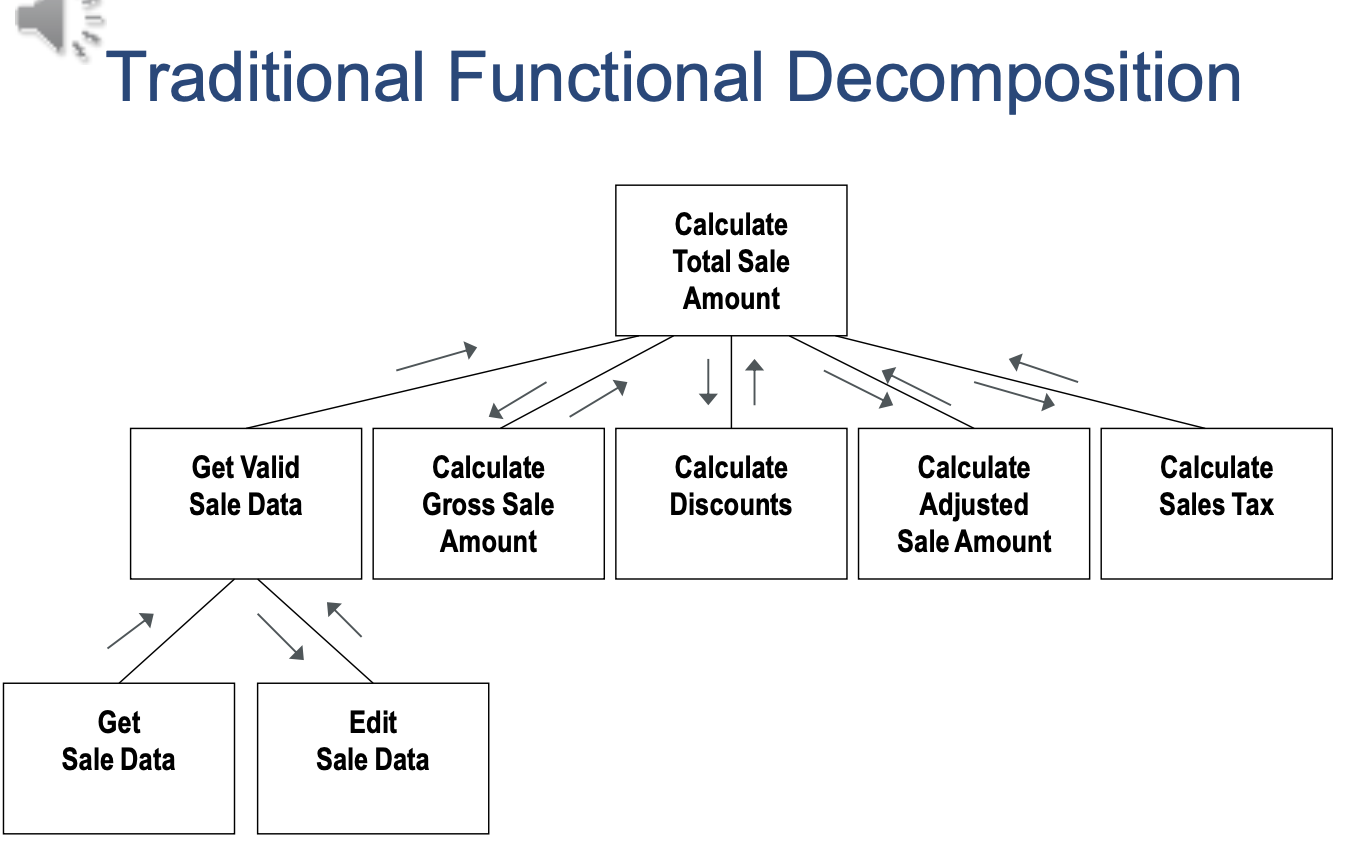 Traditional Functional Decomposition
Calculate
Total Sale
Amount
Get Valid
Sale Data
Calculate
Gross Sale
Amount
Calculate
Discounts
Calculate
Adjusted
Sale Amount
Calculate
Sales Tax
Get
Sale Data
Edit
Sale Data